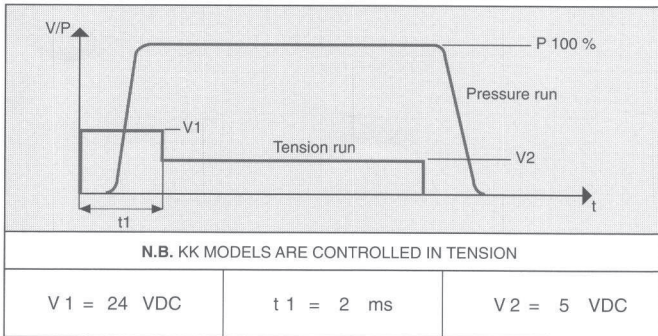 V/P
P 100 %
Pressure run
V1
Tension run
V2
t1
t
N.B. KK MODELS ARE CONTROLLED IN TENSION
V 1 = 24 VDC
t 1 = 2 ms
V 2 = 5 VDC